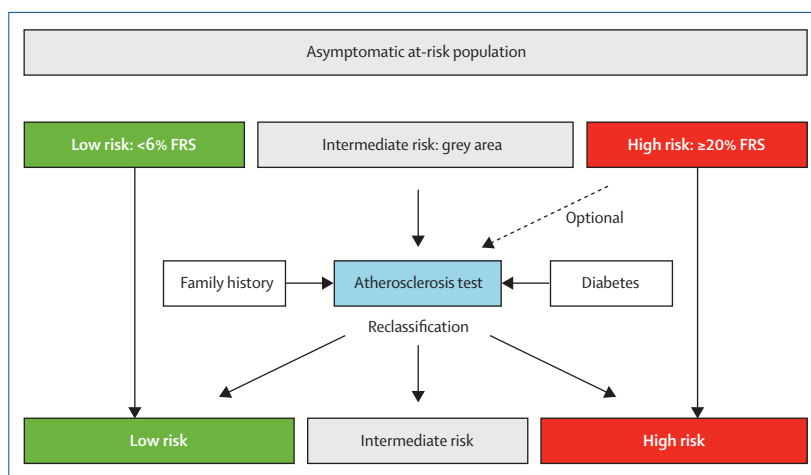 Asymptomatic at-risk population
Low risk: <6% FRS
Intermediate risk: grey area
High risk: ≥20% FRS
Optional
Family history
Atherosclerosis test
Diabetes
Reclassification
Low risk
Intermediate risk
High risk